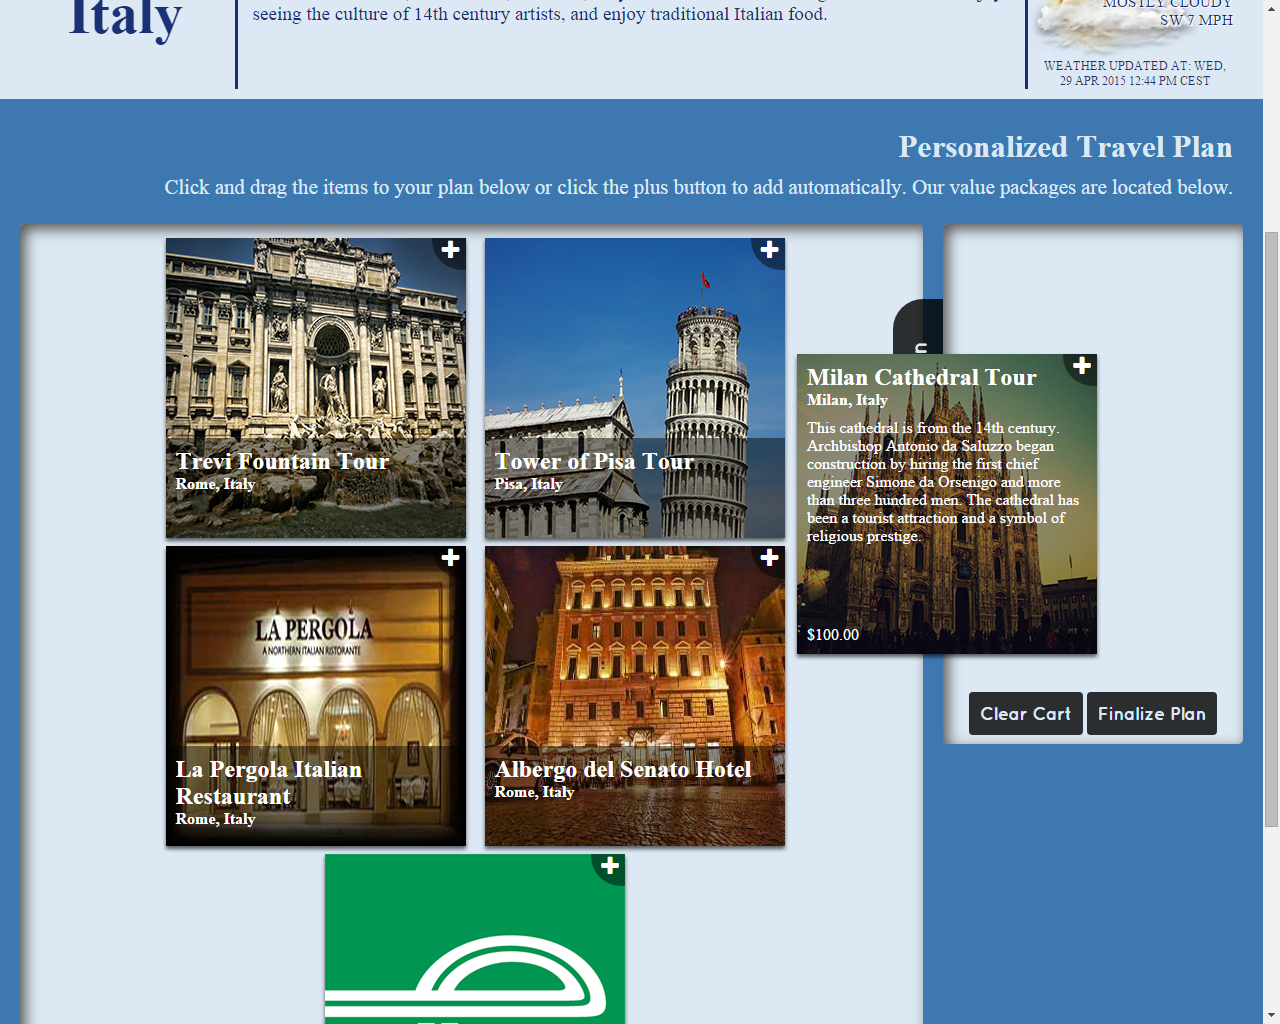 Italy
seeing the culture of 14th century artists, and enjoy traditional Italian food.
MOSTLY CLOUDY
SW 7 MPH
WEATHER UPDATED AT: WED,
29 APR 2015 12:44 PM CEST
Personalized Travel Plan
Click and drag the items to your plan below or click the plus button to add automatically. Our value packages are located below.
Trevi Fountain Tour
Rome, Italy
Tower of Pisa Tour
Pisa, Italy
Milan Cathedral Tour
Milan, Italy
This cathedral is from the 14th century.
Archbishop Antonio da Saluzzo began
construction by hiring the first chief
engineer Simone da Orsenigo and more
than three hundred men. The cathedral has
been a tourist attraction and a symbol of
religious prestige.
$100.00
LA PERGOLA
A NORTHERN ITALIAN RISTORANTE
La Pergola Italian
Restaurant
Rome, Italy
Albergo del Senato Hotel
Rome, Italy
Clear Cart
Finalize Plan